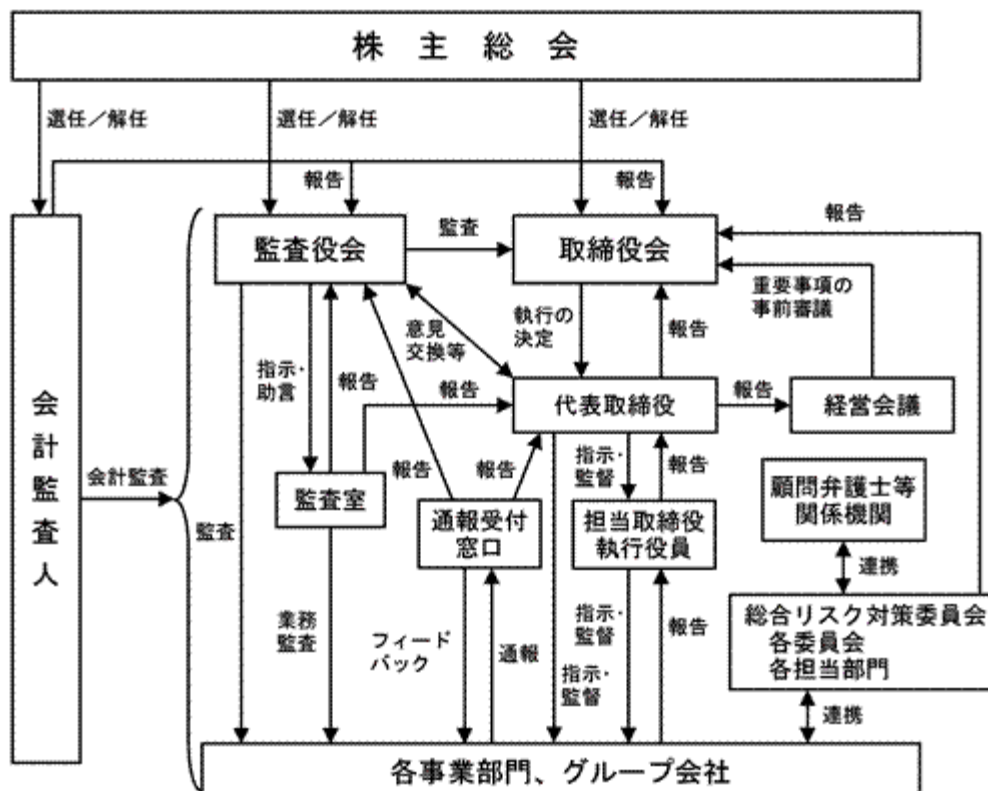 株主総会
選任／解任
選任／解任
選任／解任
報告
報告
報告
監査役会
監査
取締役会
重要事項の
事前審議
意見
交換等
執行の
決定
報告
指示・
助言
報告
報告
代表取締役
報告
経営会議
会計監査人
会計監査
監査
監査室
報告
報告
通報受付
窓口
指示・
監督
報告
担当取締役
執行役員
顧問弁護士等
関係機関
連携
業務
監査
フィード
バック
通報
指示・
監督
指示・
監督
報告
総合リスク対策委員会
各委員会
各担当部門
連携
各事業部門、グループ会社